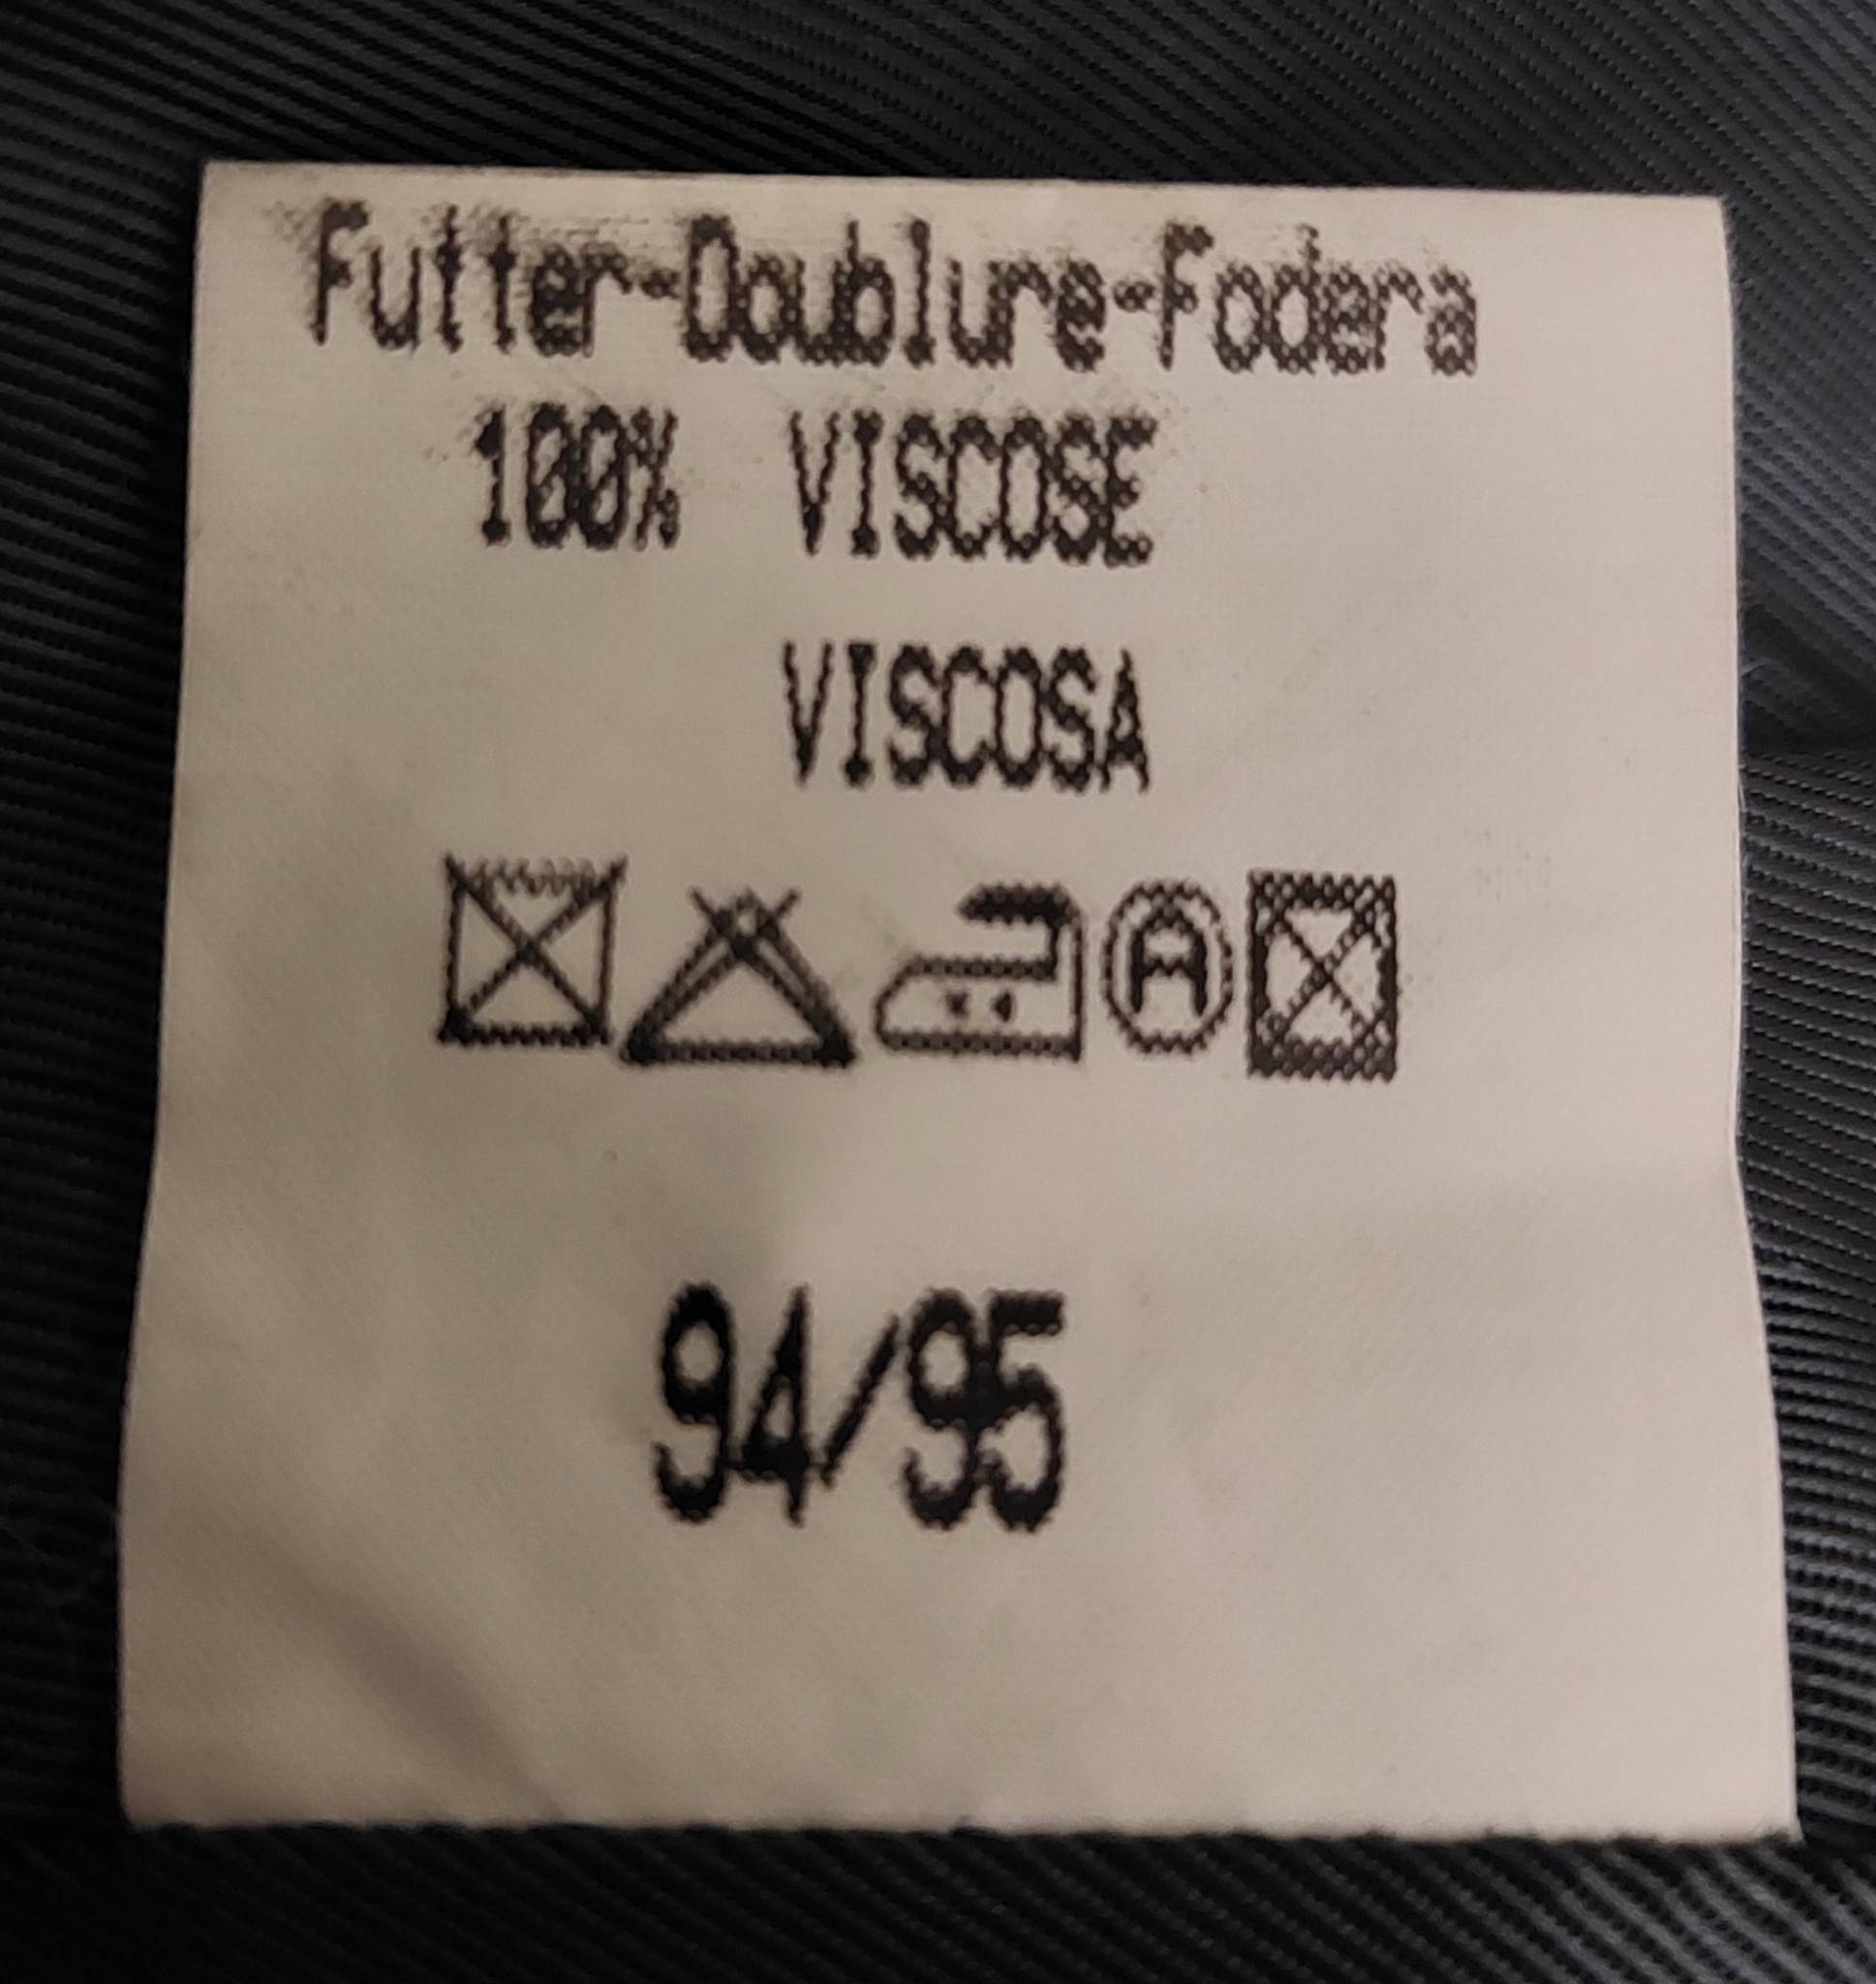 Futter-Doublure-Fodera
100% VISCOSE
VISCOSA
A
94/95